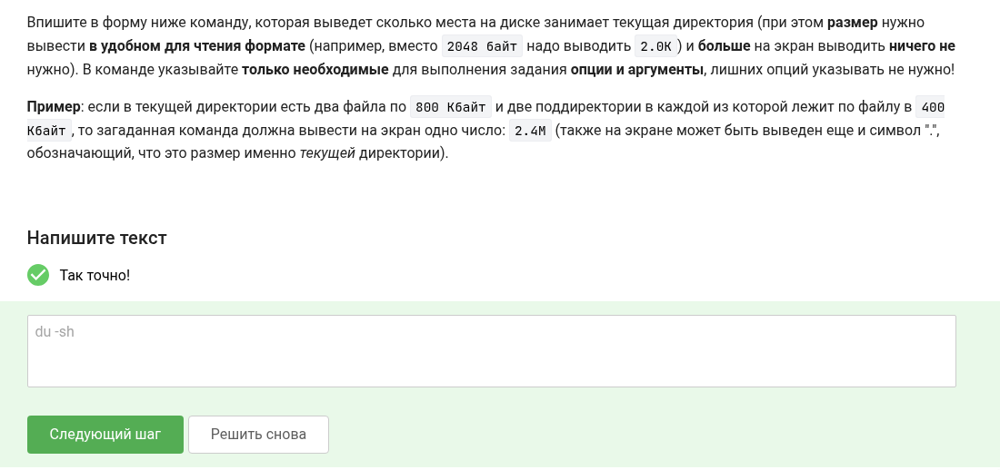 Впишите в форму ниже команду, которая выведет сколько места на диске занимает текущая директория (при этом размер нужно
вывести в удобном для чтения формате (например, вместо 2048 байт надо выводить 2.0K ) и больше на экран выводить ничего не
нужно). В команде указывайте только необходимые для выполнения задания опции и аргументы, лишних опций указывать не нужно!
Пример: если в текущей директории есть два файла по 800 Кбайт и две поддиректории в каждой из которой лежит по файлу в 400
Кбайт , то загаданная команда должна вывести на экран одно число: 2.4M (также на экране может быть выведен еще и символ ".",
обозначающий, что это размер именно текущей директории).
Напишите текст
Так точно!
du -sh
Следующий шаг
Решить снова